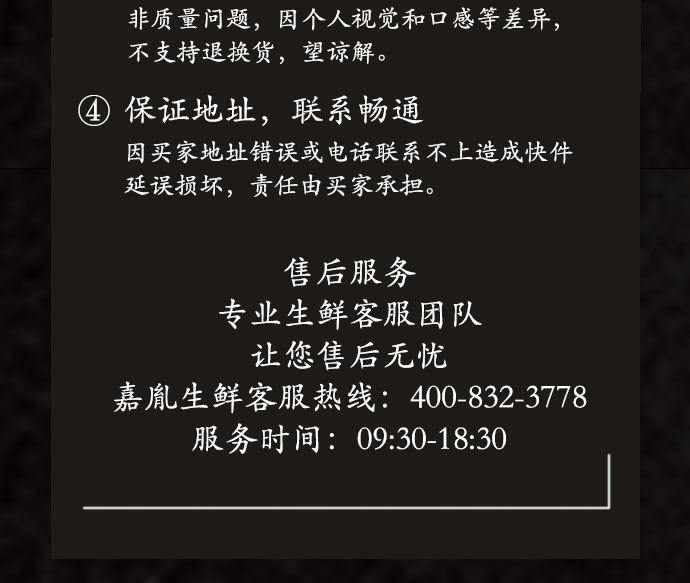 非质量问题，因个人视觉和口感等差异，
不支持退换货，望谅解。
④ 保证地址，联系畅通
因买家地址错误或电话联系不上造成快件
延误损坏，责任由买家承担。
售后服务
专业生鲜客服团队
让您售后无忧
嘉胤生鲜客服热线：400-832-3778
服务时间：09:30-18:30